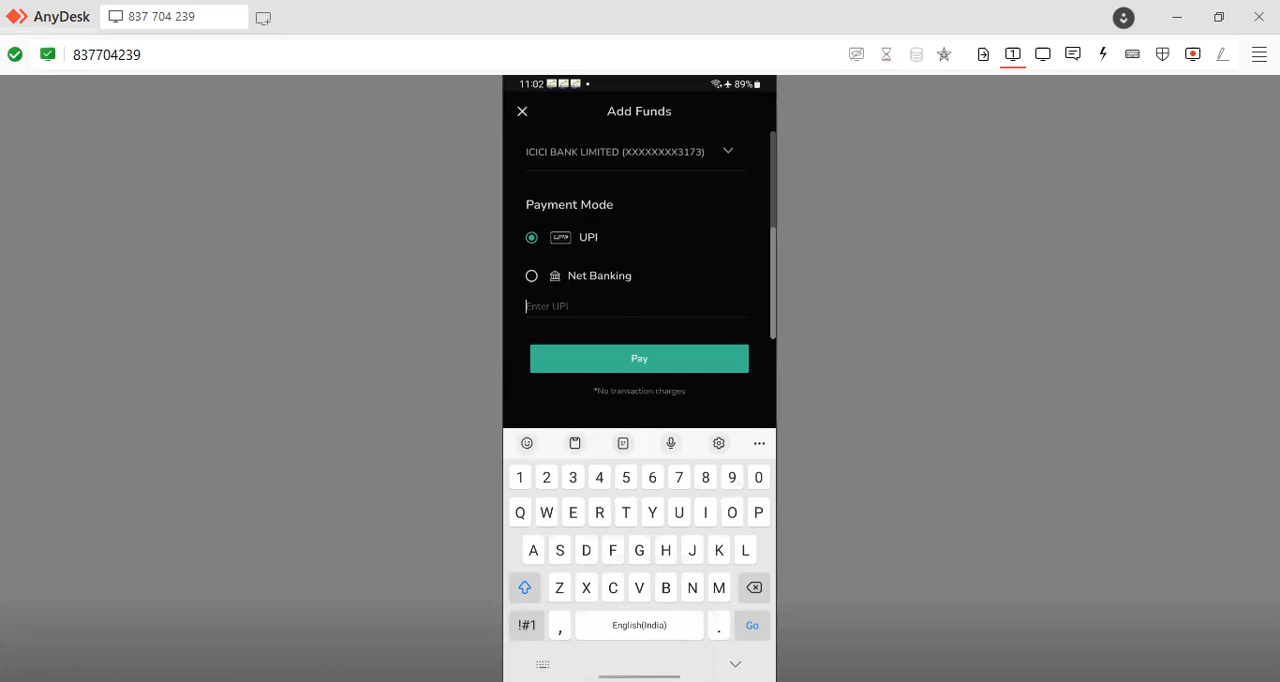 AnyDesk 837 704 239
837704239
11:02 89%
Add Funds
ICICI BANK LIMITED (XXXXXXXX3173)
Payment Mode
UPI UPI
Net Banking
Enter UPI
Pay
*No transaction charges
1 2 3 4 5 6 7 8 9 0
Q W E R T Y U I O P
A S D F G H J K L
Z X C V B N M
!#1 , English(India) . Go